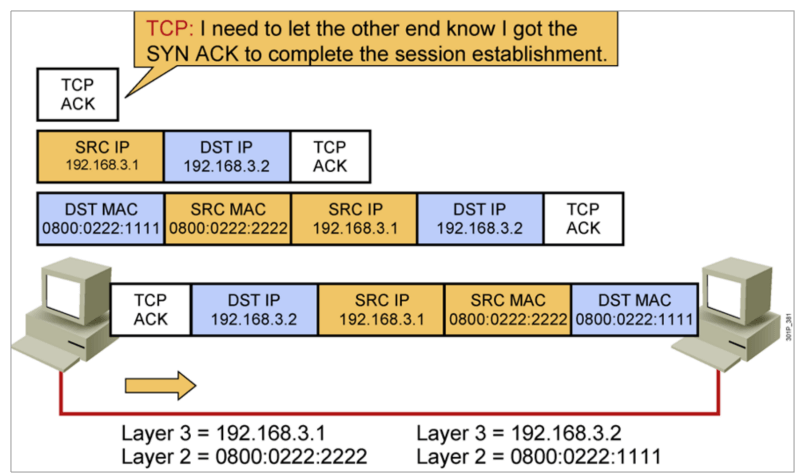 TCP: I need to let the other end know I got the
SYN ACK to complete the session establishment.
TCP
ACK
SRC IP
192.168.3.1
DST IP
192.168.3.2
TCP
ACK
DST MAC
0800:0222:1111
SRC MAC
0800:0222:2222
SRC IP
192.168.3.1
DST IP
192.168.3.2
TCP
ACK
TCP
ACK
DST IP
192.168.3.2
SRC IP
192.168.3.1
SRC MAC
0800:0222:2222
DST MAC
0800:0222:1111
301P_381
Layer 3 = 192.168.3.1
Layer 2 = 0800:0222:2222
Layer 3 = 192.168.3.2
Layer 2 = 0800:0222:1111